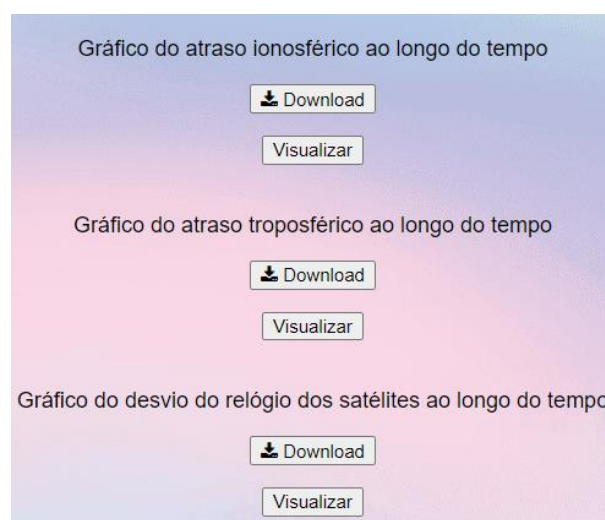 Gráfico do atraso ionosférico ao longo do tempo
Download
Visualizar
Gráfico do atraso troposférico ao longo do tempo
Download
Visualizar
Gráfico do desvio do relógio dos satélites ao longo do tempo
Download
Visualizar